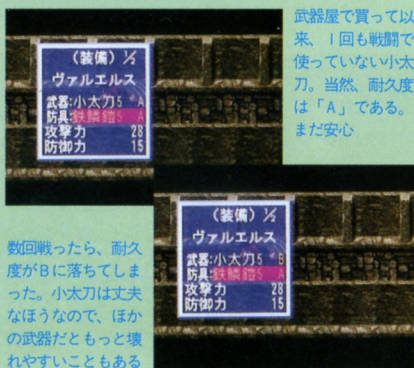 武器屋で買って以
来、1回も戦闘で
使っていない小太
刀。当然、耐久度
は「A」である。
まだ安心
(装備)½
ヴァルエルス
武器:小太刀5 A
防具:鉄鱗鎧5 A
攻撃力 28
防御力 15
数回戦ったら、耐久
度がBに落ちてしま
った。小太刀は丈夫
なほうなので、ほか
の武器だともっと壊
れやすいこともある
(装備)½
ヴァルエルス
武器:小太刀5 B
防具:鉄鱗鎧5 A
攻撃力 28
防御力 15